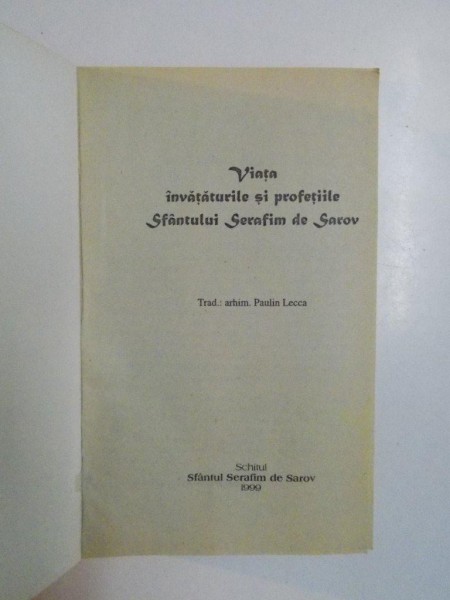 Viața
învățăturile și profețiile
Sfântului Serafim de Sarov
Trad.: arhim. Paulin Lecca
Schitul
Sfântul Serafim de Sarov
1999